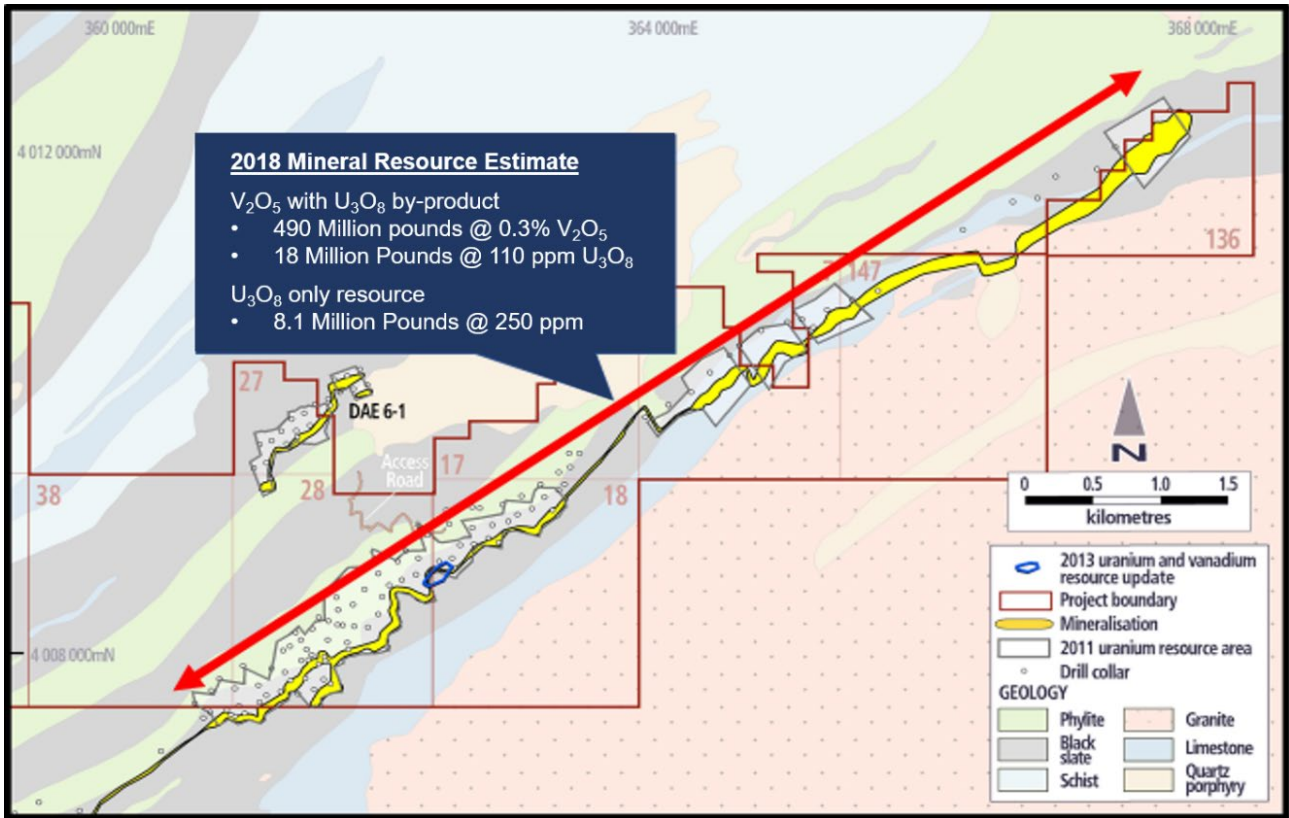 360 000mE
364 000mE
368 000mE
4 012 000mN
2018 Mineral Resource Estimate
V₂O₅ with U₃O₈ by-product
• 490 Million pounds @ 0.3% V₂O₅
• 18 Million Pounds @ 110 ppm U₃O₈
U₃O₈ only resource
• 8.1 Million Pounds @ 250 ppm
136
147
27
DAE 6-1
Access
Road
17
38
28
18
N
0 0.5 1.0 1.5
kilometres
4 008 000mN
2013 uranium and vanadium
resource update
Project boundary
Mineralisation
2011 uranium resource area
Drill collar
GEOLOGY
Phylite
Granite
Black
slate
Limestone
Schist
Quartz
porphyry